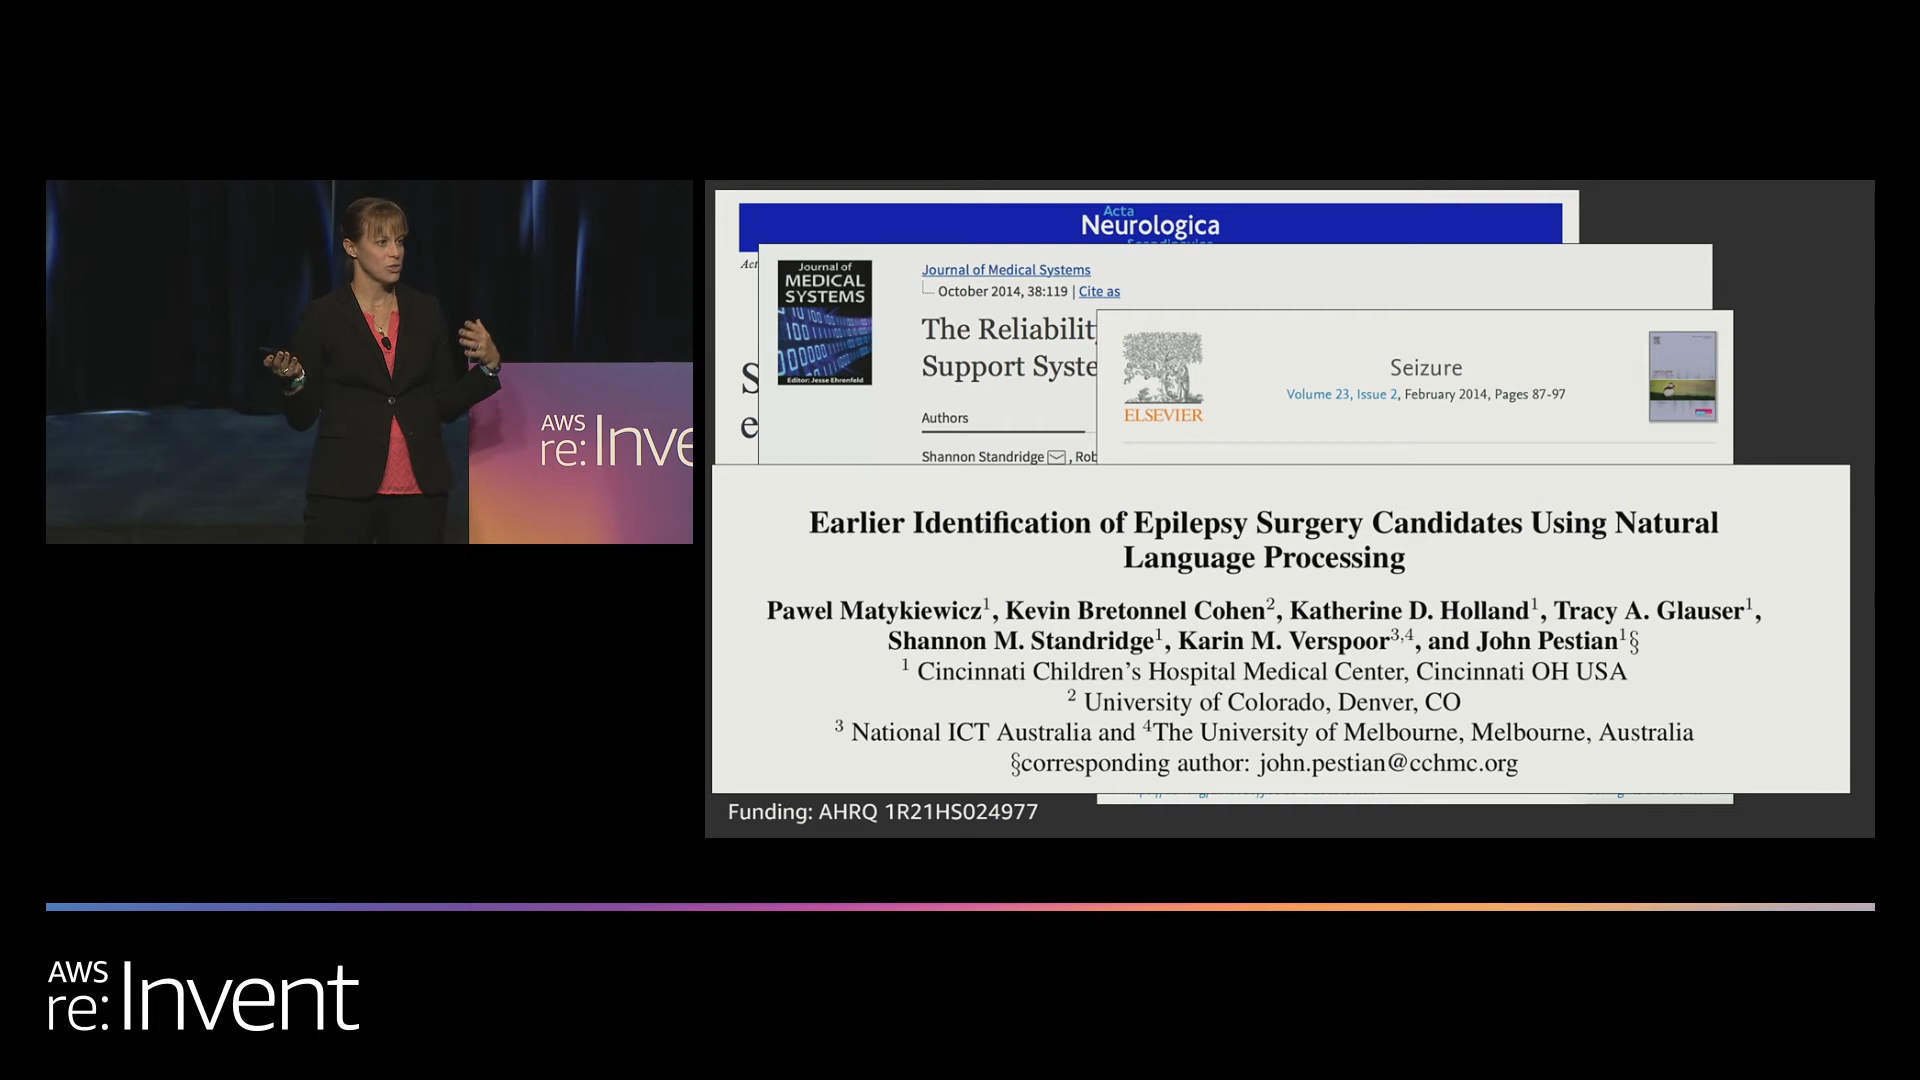 AWS
re:Inve
Acta
Neurologica
Act
Journal of
MEDICAL
SYSTEMS
Editor: Jesse Ehrenfeld
Journal of Medical Systems
October 2014, 38:119 | Cite as
The Reliability
Support Syste
Authors
Shannon Standridge , Rob
S
e
ELSEVIER
Seizure
Volume 23, Issue 2, February 2014, Pages 87-97
Earlier Identification of Epilepsy Surgery Candidates Using Natural
Language Processing
Pawel Matykiewicz1, Kevin Bretonnel Cohen2, Katherine D. Holland1, Tracy A. Glauser1,
Shannon M. Standridge1, Karin M. Verspoor3,4, and John Pestian1§
1 Cincinnati Children’s Hospital Medical Center, Cincinnati OH USA
2 University of Colorado, Denver, CO
3 National ICT Australia and 4The University of Melbourne, Melbourne, Australia
§corresponding author: john.pestian@cchmc.org
Funding: AHRQ 1R21HS024977
AWS
re:Invent